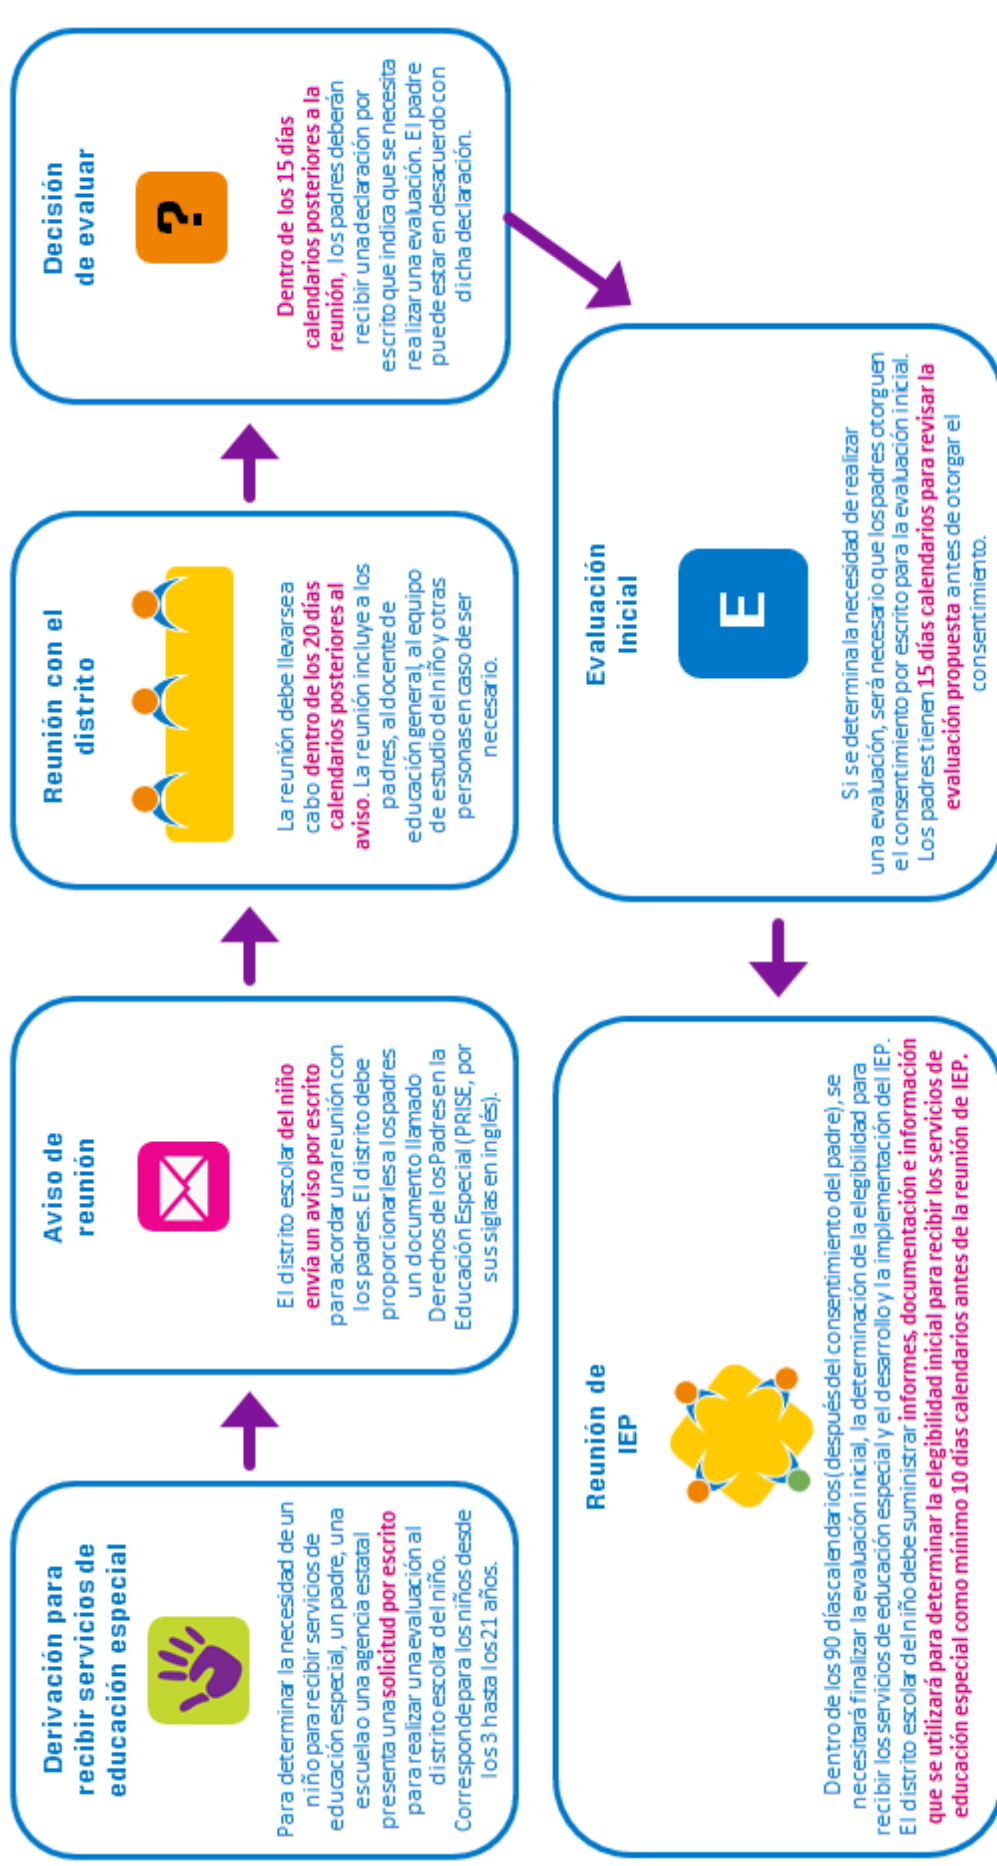 Derivación para
recibir servicios de
educación especial
Para determinar la necesidad de un
niño para recibir servicios de
educación especial, un padre, una
escuela o una agencia estatal
presenta una solicitud por escrito
para realizar una evaluación al
distrito escolar del niño.
Corresponde para los niños desde
los 3 hasta los 21 años.
Aviso de
reunión
El distrito escolar del niño
envía un aviso por escrito
para acordar una reunión con
los padres. El distrito debe
proporcionarles a los padres
un documento llamado
Derechos de los Padres en la
Educación Especial (PRISE, por
sus siglas en inglés).
Reunión con el
distrito
La reunión debe llevarse a
cabo dentro de los 20 días
calendarios posteriores al
aviso. La reunión incluye a los
padres, al docente de
educación general, al equipo
de estudio del niño y otras
personas en caso de ser
necesario.
Decisión
de evaluar
?
Dentro de los 15 días
calendarios posteriores a la
reunión, los padres deberán
recibir una declaración por
escrito que indica que se necesita
realizar una evaluación. El padre
puede estar en desacuerdo con
dicha declaración.
Evaluación
Inicial
E
Si se determina la necesidad de realizar
una evaluación, será necesario que los padres otorguen
el consentimiento por escrito para la evaluación inicial.
Los padres tienen 15 días calendarios para revisar la
evaluación propuesta antes de otorgar el
consentimiento.
Reunión de
IEP
Dentro de los 90 días calendarios (después del consentimiento del padre), se
necesitará finalizar la evaluación inicial, la determinación de la elegibilidad para
recibir los servicios de educación especial y el desarrollo y la implementación del IEP.
El distrito escolar del niño debe suministrar informes, documentación e información
que se utilizará para determinar la elegibilidad inicial para recibir los servicios de
educación especial como mínimo 10 días calendarios antes de la reunión de IEP.